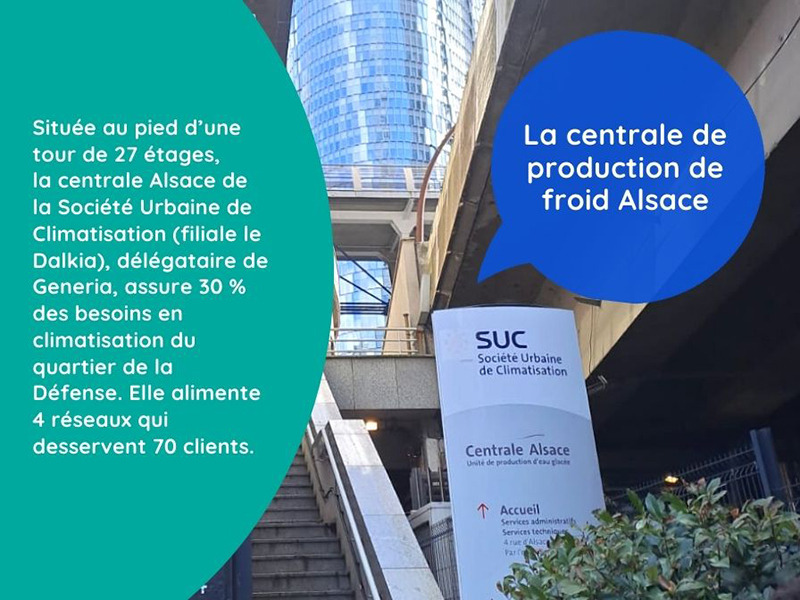 Située au pied d’une
tour de 27 étages,
la centrale Alsace de
la Société Urbaine de
Climatisation (filiale le
Dalkia), délégataire de
Generia, assure 30 %
des besoins en
climatisation du
quartier de la
Défense. Elle alimente
4 réseaux qui
desservent 70 clients.
La centrale de
production de
froid Alsace
SUC
Société Urbaine
de Climatisation
Centrale Alsace
Unité de production d'eau glacée
↑ Accueil
Services administratifs
Services techniques
4 rue d'Alsace